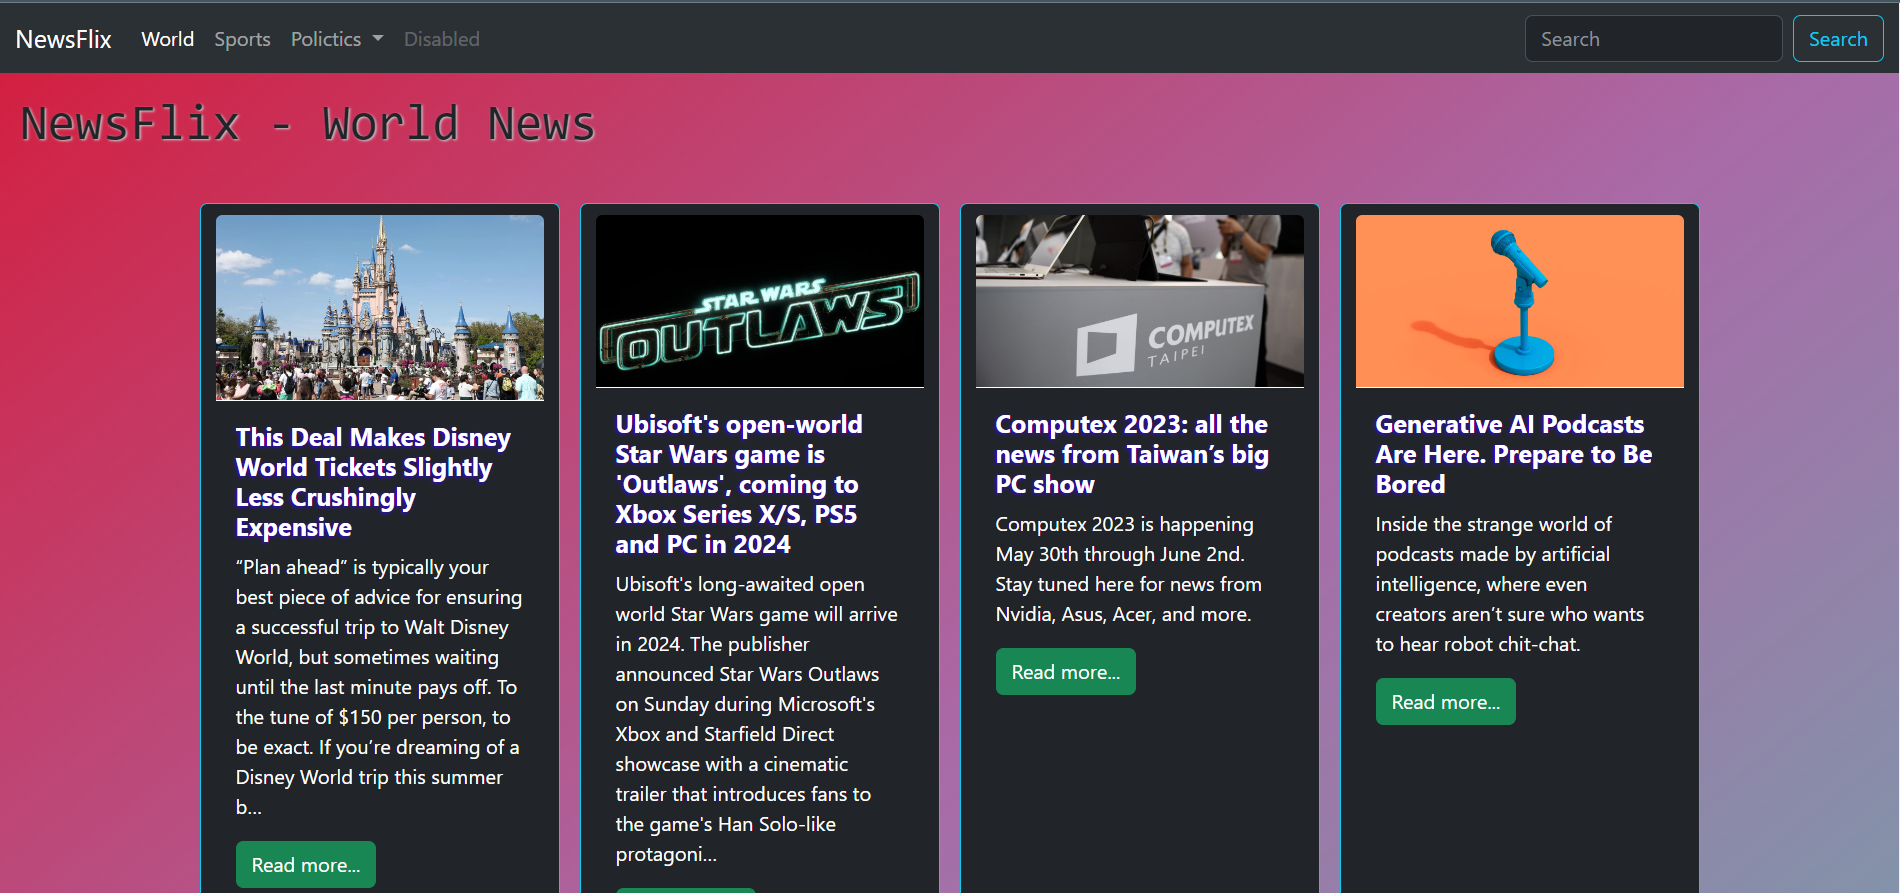 NewsFlix World Sports Polictics Disabled Search Search
NewsFlix - World News
This Deal Makes Disney
World Tickets Slightly
Less Crushingly
Expensive
“Plan ahead” is typically your
best piece of advice for ensuring
a successful trip to Walt Disney
World, but sometimes waiting
until the last minute pays off. To
the tune of $150 per person, to
be exact. If you’re dreaming of a
Disney World trip this summer
b...
Read more...
STAR WARS
OUTLAWS
Ubisoft's open-world
Star Wars game is
'Outlaws', coming to
Xbox Series X/S, PS5
and PC in 2024
Ubisoft's long-awaited open
world Star Wars game will arrive
in 2024. The publisher
announced Star Wars Outlaws
on Sunday during Microsoft's
Xbox and Starfield Direct
showcase with a cinematic
trailer that introduces fans to
the game's Han Solo-like
protagoni...
COMPUTEX
TAIPEI
Computex 2023: all the
news from Taiwan’s big
PC show
Computex 2023 is happening
May 30th through June 2nd.
Stay tuned here for news from
Nvidia, Asus, Acer, and more.
Read more...
Generative AI Podcasts
Are Here. Prepare to Be
Bored
Inside the strange world of
podcasts made by artificial
intelligence, where even
creators aren’t sure who wants
to hear robot chit-chat.
Read more...